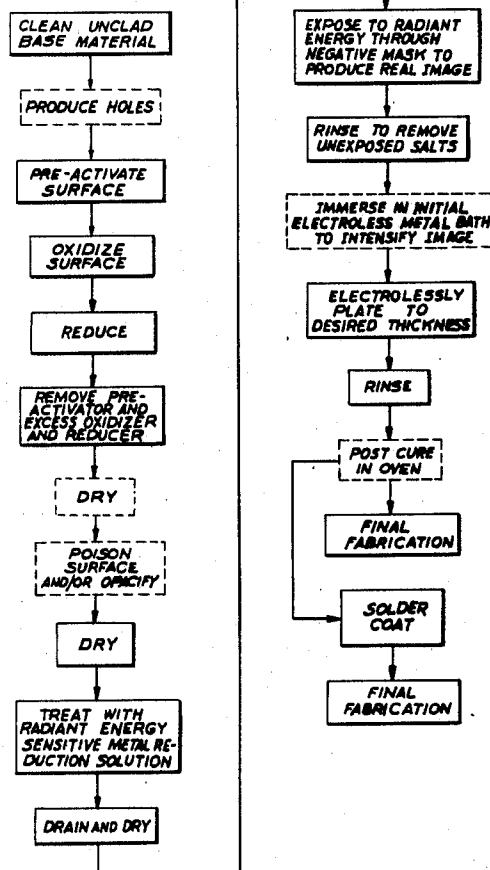 CLEAN UNCLAD
BASE MATERIAL
PRODUCE HOLES
PRE-ACTIVATE
SURFACE
OXIDIZE
SURFACE
REDUCE
REMOVE PRE-
ACTIVATOR AND
EXCESS OXIDIZER
AND REDUCER
DRY
POISON
SURFACE
AND/OR OPACIFY
DRY
TREAT WITH
RADIANT ENERGY
SENSITIVE METAL RE-
DUCTION SOLUTION
DRAIN AND DRY
EXPOSE TO RADIANT
ENERGY THROUGH
NEGATIVE MASK TO
PRODUCE REAL IMAGE
RINSE TO REMOVE
UNEXPOSED SALTS
IMMERSE IN INITIAL
ELECTROLESS METAL BATH
TO INTENSIFY IMAGE
ELECTROLESSLY
PLATE TO
DESIRED THICKNESS
RINSE
POST CURE
IN OVEN
FINAL
FABRICATION
SOLDER
COAT
FINAL
FABRICATION